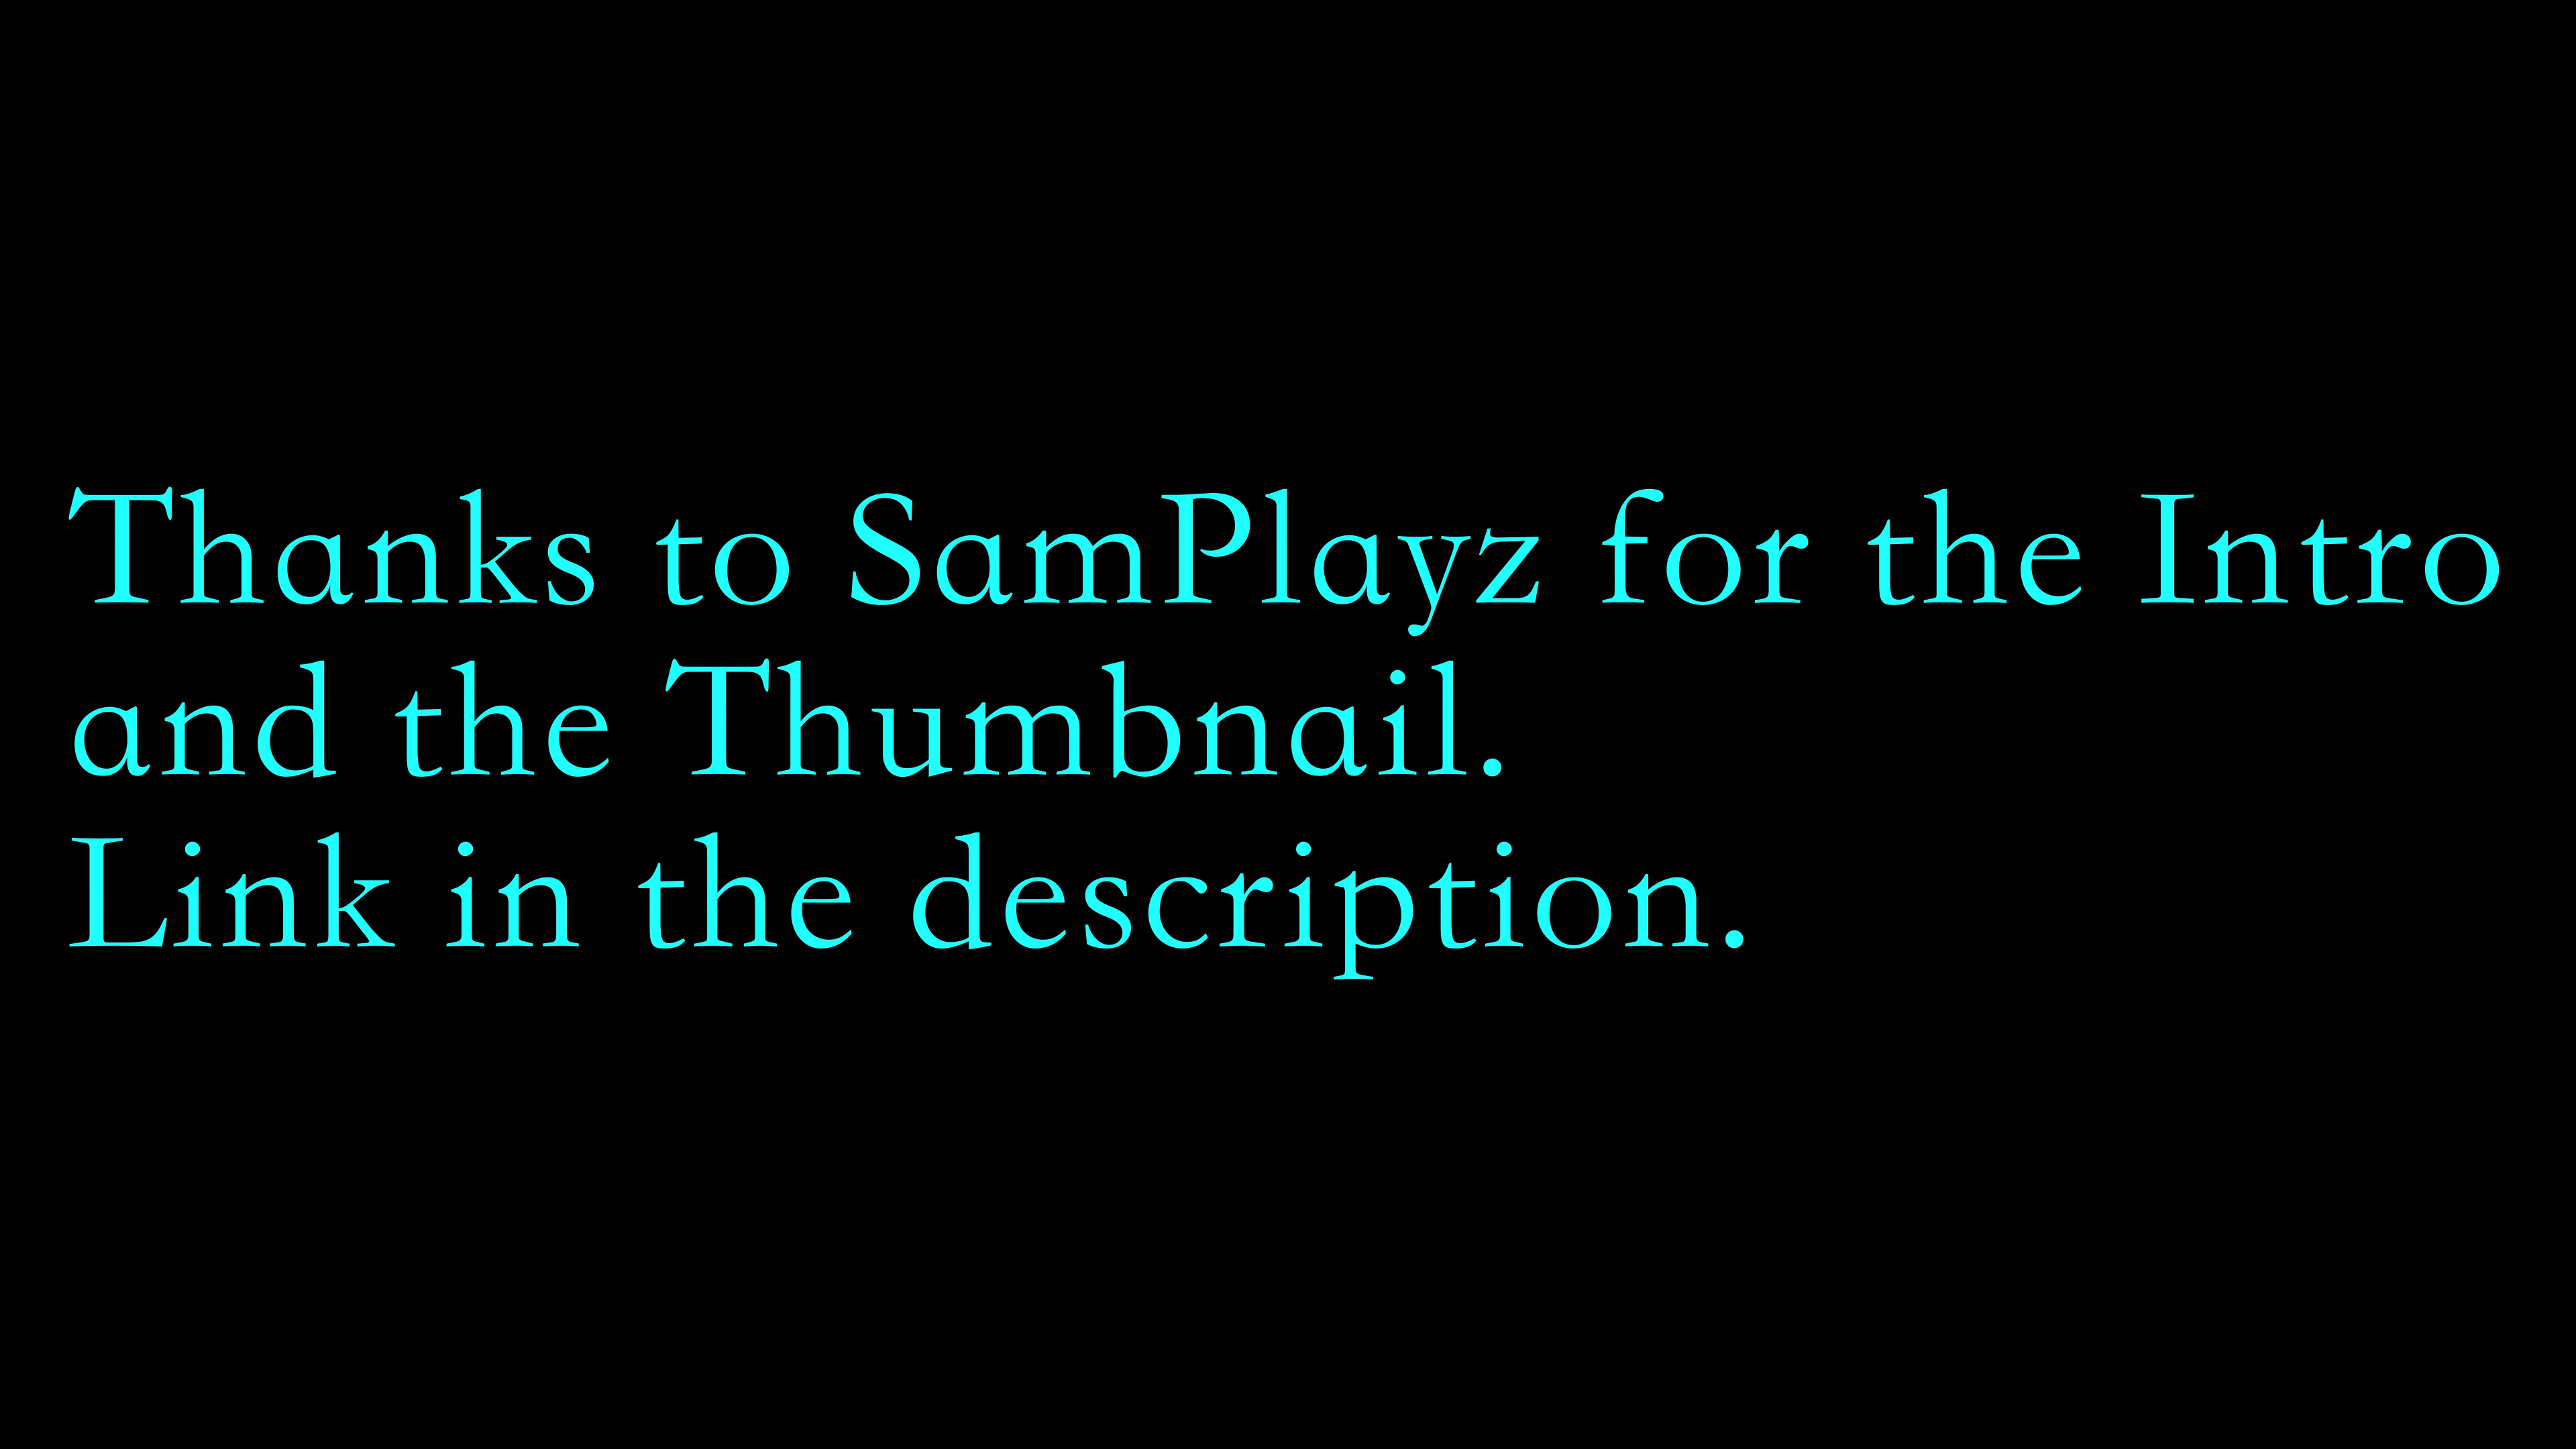 Thanks to SamPlayz for the Intro
and the Thumbnail.
Link in the description.